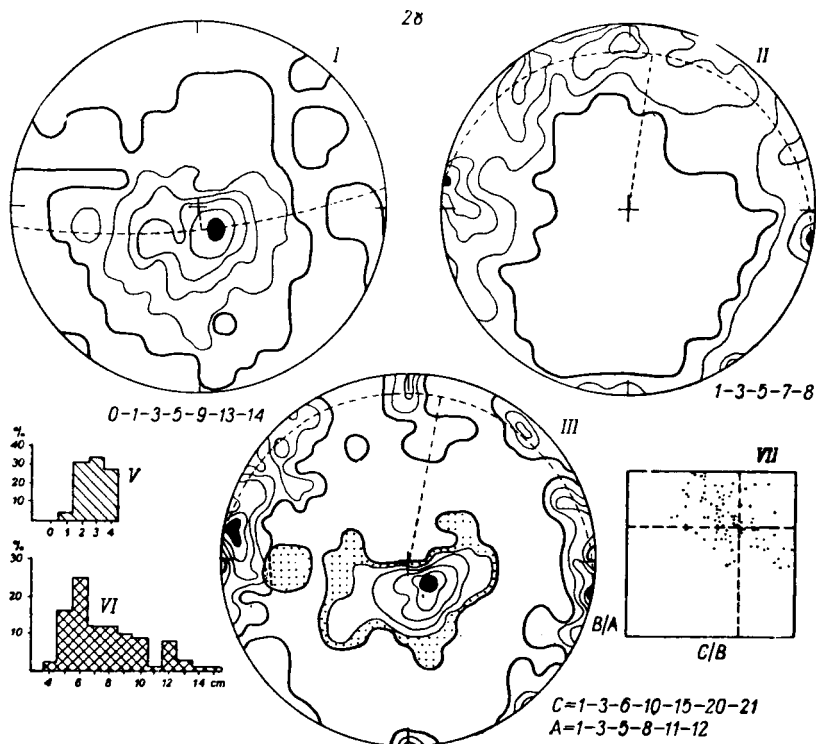 2γ
I
II
0-1-3-5-9-13-14
1-3-5-7-8
III
%
40
30
20
10
0 1 2 3 4
V
%
30
20
10
4 6 8 10 12 14 cm
VI
VII
B/A
C/B
C=1-3-6-10-15-20-21
A=1-3-5-8-11-12